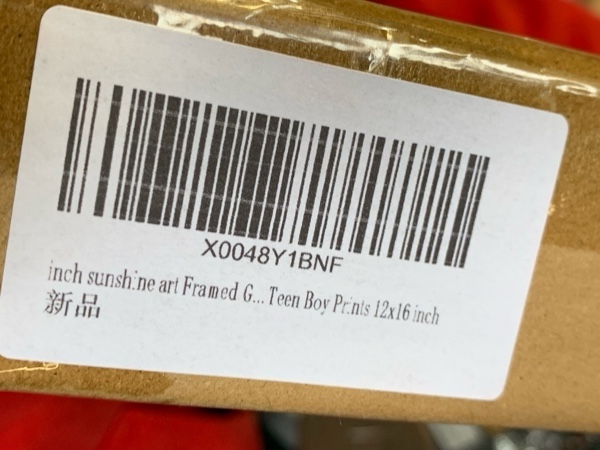 X0048Y1BNF
inch sunshine art Framed G... Teen Boy Prints 12x16 inch
新品